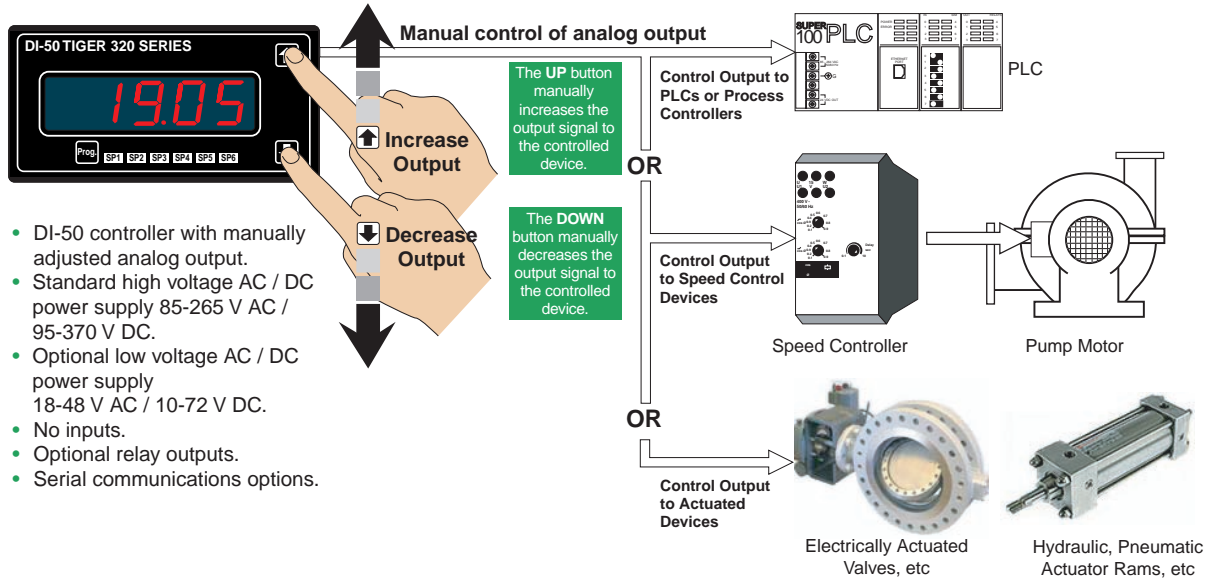 DI-50 TIGER 320 SERIES
19.05
Prog.
SP1 SP2 SP3 SP4 SP5 SP6
Increase
Output
Decrease
Output
Manual control of analog output
The UP button
manually
increases the
output signal to
the controlled
device.
The DOWN
button manually
decreases the
output signal to
the controlled
device.
OR
OR
Control Output to
PLCs or Process
Controllers
SUPER
100 PLC
PLC
Control Output
to Speed Control
Devices
Speed Controller
Pump Motor
Control Output
to Actuated
Devices
Electrically Actuated
Valves, etc
Hydraulic, Pneumatic
Actuator Rams, etc
• DI-50 controller with manually
adjusted analog output.
• Standard high voltage AC / DC
power supply 85-265 V AC /
95-370 V DC.
• Optional low voltage AC / DC
power supply
18-48 V AC / 10-72 V DC.
• No inputs.
• Optional relay outputs.
• Serial communications options.